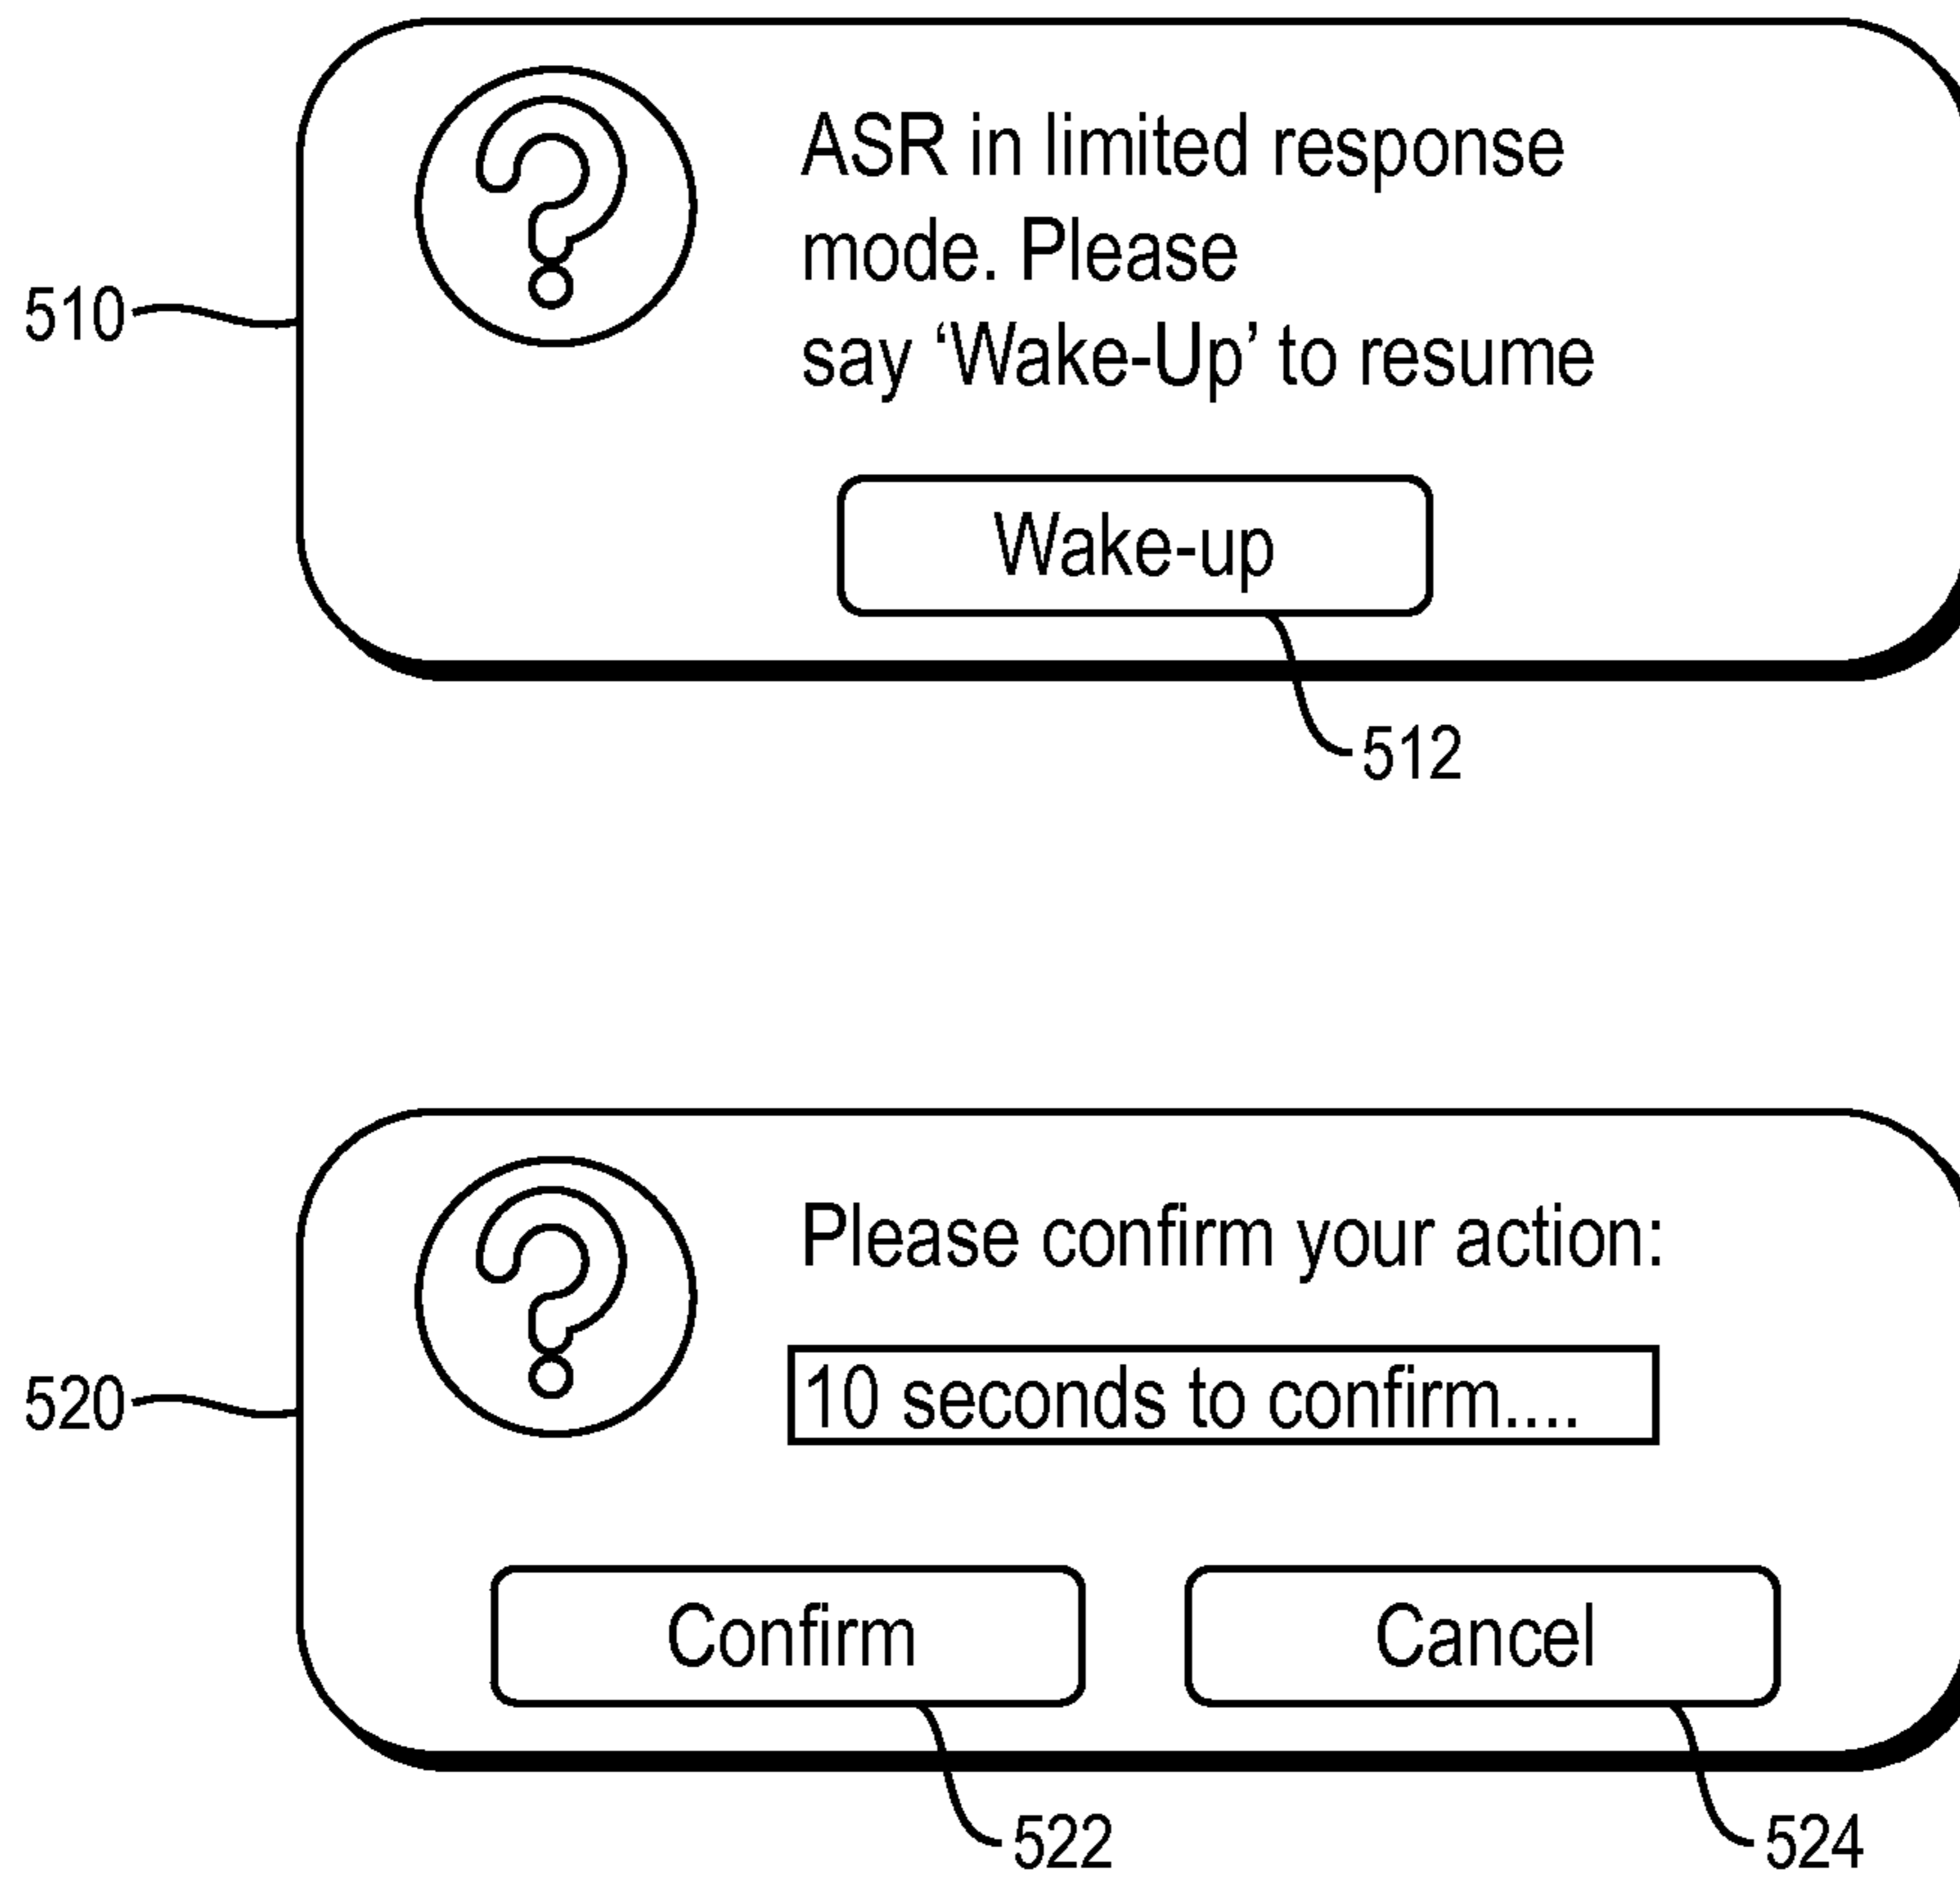 ASR in limited response
mode. Please
say ‘Wake-Up’ to resume
510
Wake-up
512
Please confirm your action:
10 seconds to confirm....
520
Confirm
Cancel
522
524